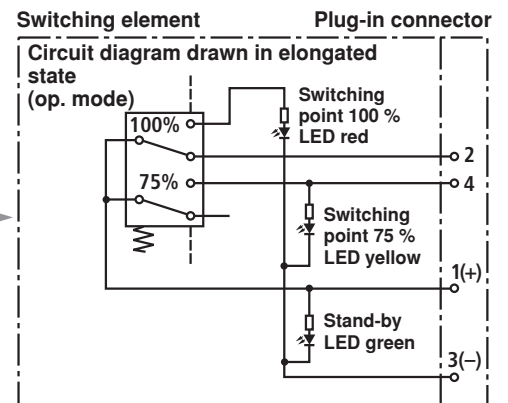 Switching element
Plug-in connector
Circuit diagram drawn in elongated
state
(op. mode)
Switching
point 100 %
LED red
100%
2
75%
4
Switching
point 75 %
LED yellow
1(+)
Stand-by
LED green
3(–)